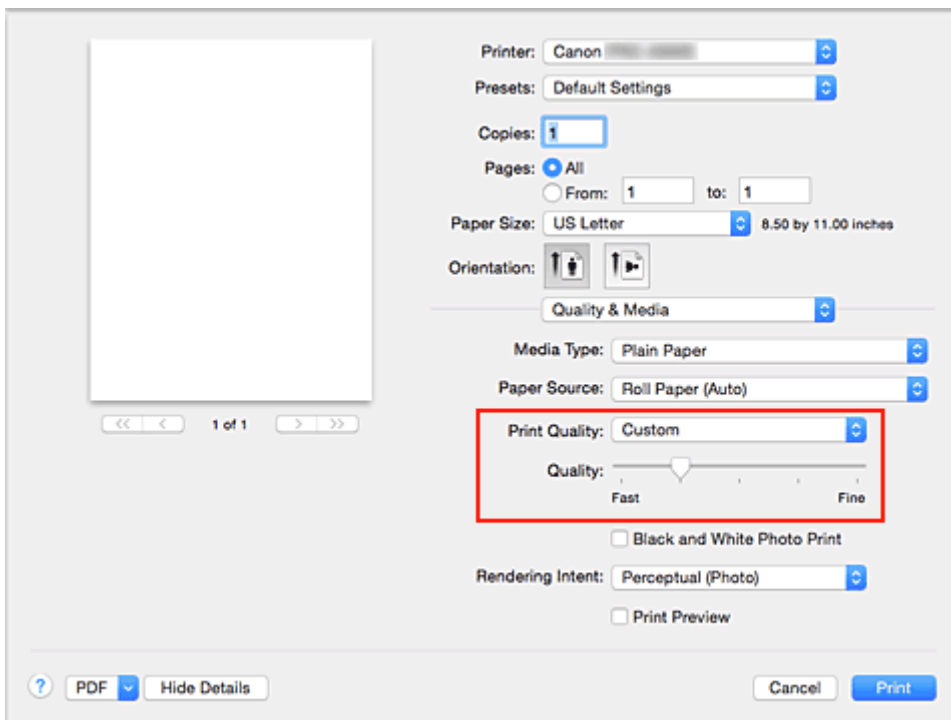 Printer: Canon
Presets: Default Settings
Copies: 1
Pages: All
From: 1 to: 1
Paper Size: US Letter 8.50 by 11.00 inches
Orientation:
Quality & Media
Media Type: Plain Paper
Paper Source: Roll Paper (Auto)
<< < 1 of 1 > >>
Print Quality: Custom
Quality:
Fast Fine
Black and White Photo Print
Rendering Intent: Perceptual (Photo)
Print Preview
? PDF Hide Details Cancel Print